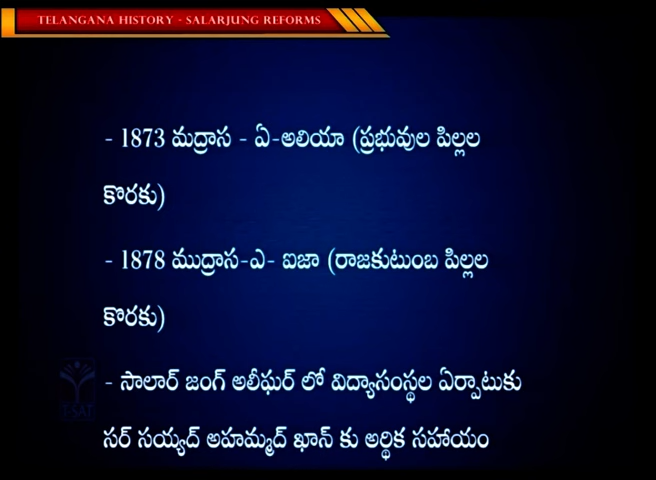 TELANGANA HISTORY - SALARJUNG REFORMS
- 1873 మద్రాస - ఏ-అలియా (ప్రభువుల పిల్లల
కొరకు)
- 1878 ముద్రాస-ఎ- ఐజా (రాజకుటుంబ పిల్లల
కొరకు)
- సాలార్ జంగ్ అలీఘర్ లో విద్యాసంస్థల ఏర్పాటుకు
సర్ సయ్యద్ అహమ్మద్ ఖాన్ కు అర్థిక సహాయం
T-SAT